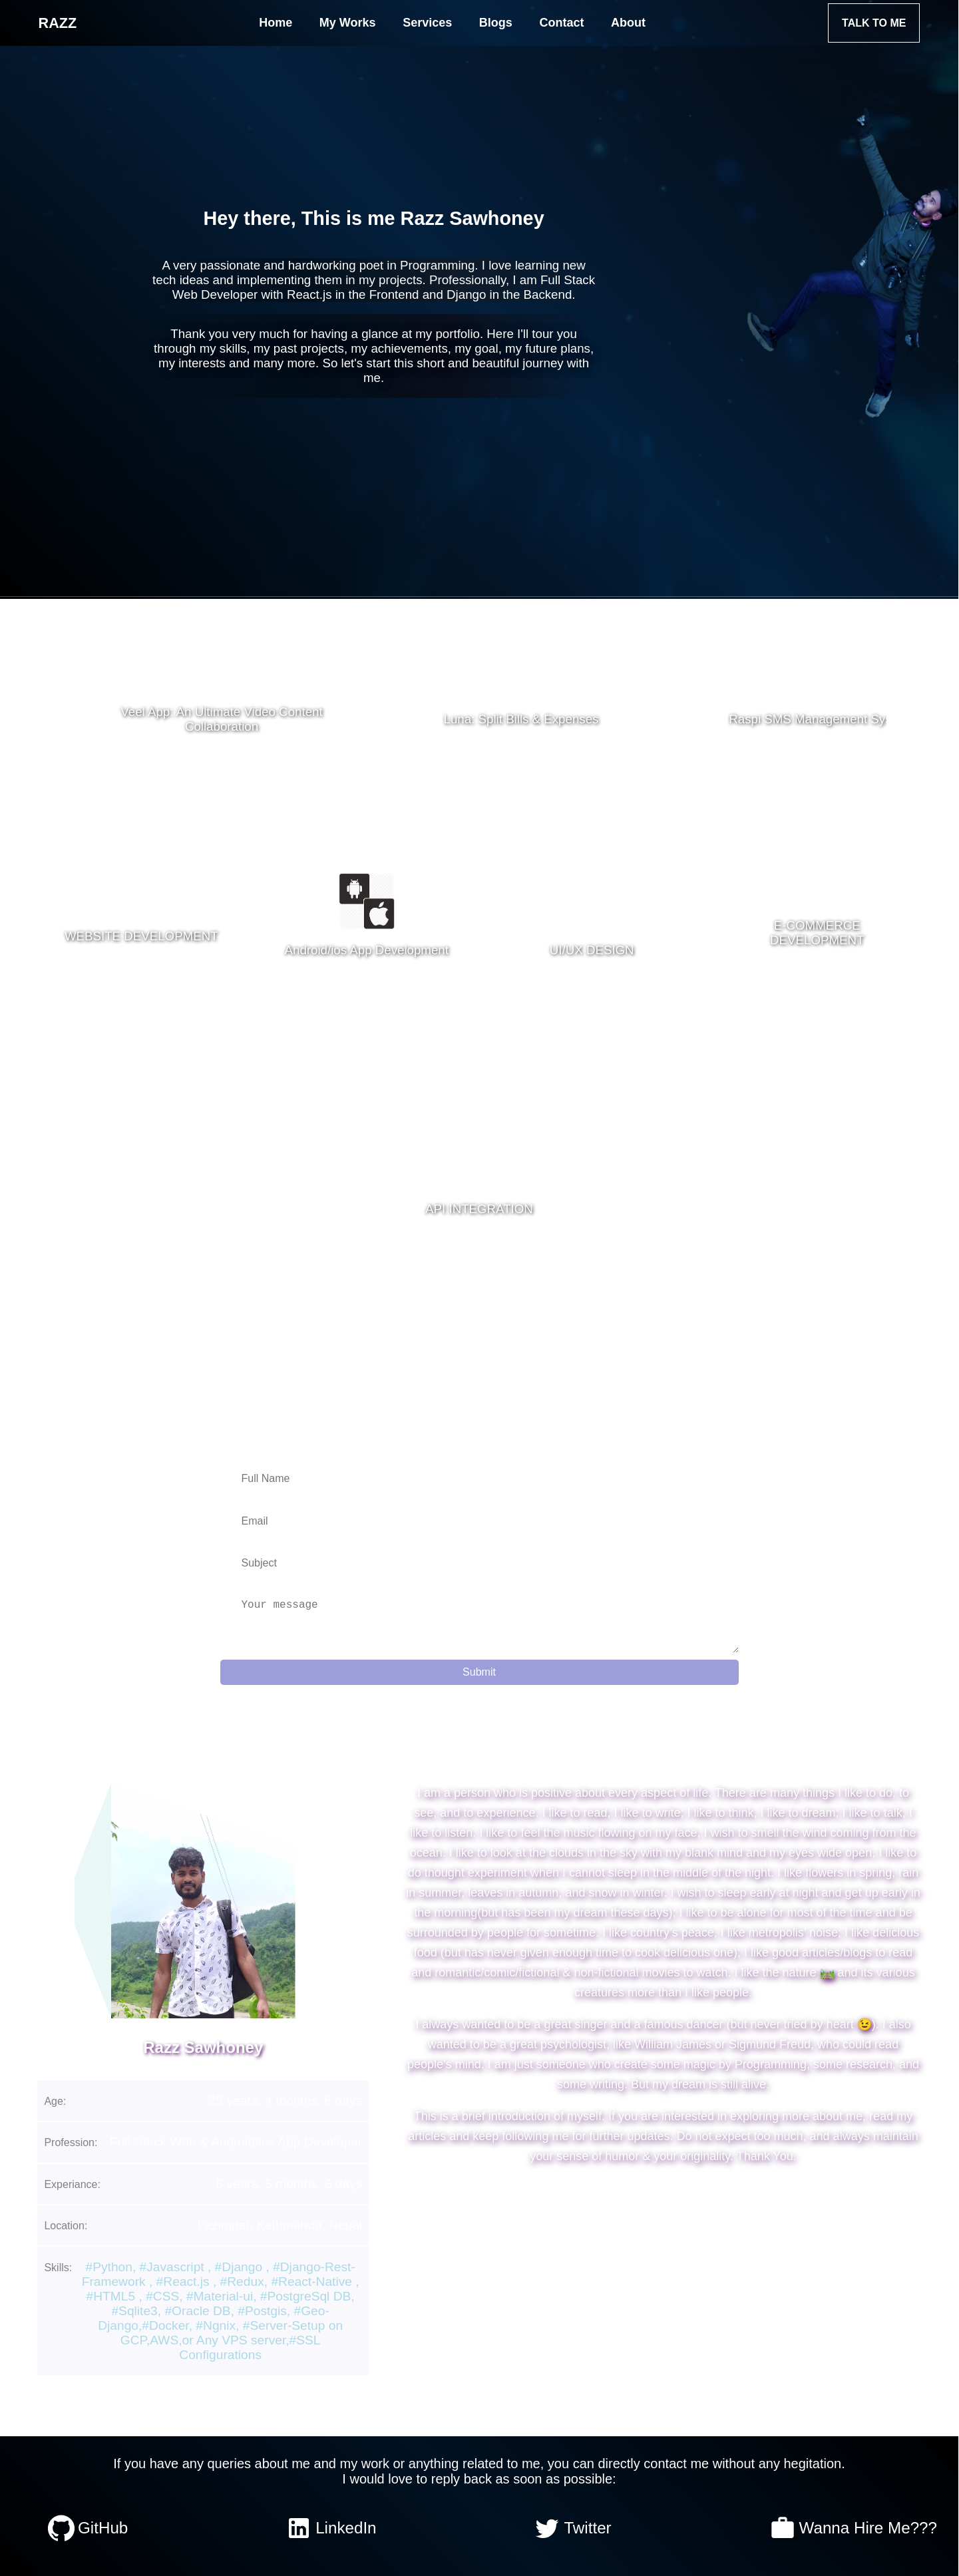 RAZZ
Home My Works Services Blogs Contact About
TALK TO ME
Hey there, This is me Razz Sawhoney
A very passionate and hardworking poet in Programming. I love learning new
tech ideas and implementing them in my projects. Professionally, I am Full Stack
Web Developer with React.js in the Frontend and Django in the Backend.
Thank you very much for having a glance at my portfolio. Here I'll tour you
through my skills, my past projects, my achievements, my goal, my future plans,
my interests and many more. So let's start this short and beautiful journey with
me.
Veel App: An Ultimate Video Content
Collaboration
Luna: Split Bills & Expenses
Raspi SMS Management Sy
WEBSITE DEVELOPMENT
Android/ios App Development
UI/UX DESIGN
E-COMMERCE
DEVELOPMENT
API INTEGRATION
Full Name
Email
Subject
Your message
Submit
I am a person who is positive about every aspect of life. There are many things I like to do, to
see, and to experience. I like to read, I like to write; I like to think, I like to dream; I like to talk, I
like to listen. I like to feel the music flowing on my face, I wish to smell the wind coming from the
ocean. I like to look at the clouds in the sky with my blank mind and my eyes wide open, I like to
do thought experiment when I cannot sleep in the middle of the night. I like flowers in spring, rain
in summer, leaves in autumn, and snow in winter. I wish to sleep early at night and get up early in
the morning(but has been my dream these days), I like to be alone for most of the time and be
surrounded by people for sometime. I like country's peace, I like metropolis' noise, I like delicious
food (but has never given enough time to cook delicious one), I like good articles/blogs to read
and romantic/comic/fictional & non-fictional movies to watch. I like the nature 🏞️ and its various
creatures more than I like people.
I always wanted to be a great singer and a famous dancer (but never tried by heart 😉). I also
wanted to be a great psychologist, like William James or Sigmund Freud, who could read
people's mind. I am just someone who create some magic by Programming, some research, and
some writing. But my dream is still alive.
This is a brief introduction of myself. If you are interested in exploring more about me, read my
articles and keep following me for further updates. Do not expect too much, and always maintain
your sense of humor & your originality. Thank You.
Razz Sawhoney
Age:
Profession:
Experiance:
Location:
Skills: #Python, #Javascript , #Django , #Django-Rest-
Framework , #React.js , #Redux, #React-Native ,
#HTML5 , #CSS, #Material-ui, #PostgreSql DB,
#Sqlite3, #Oracle DB, #Postgis, #Geo-
Django,#Docker, #Ngnix, #Server-Setup on
GCP,AWS,or Any VPS server,#SSL
Configurations
If you have any queries about me and my work or anything related to me, you can directly contact me without any hegitation.
I would love to reply back as soon as possible:
GitHub LinkedIn Twitter Wanna Hire Me???